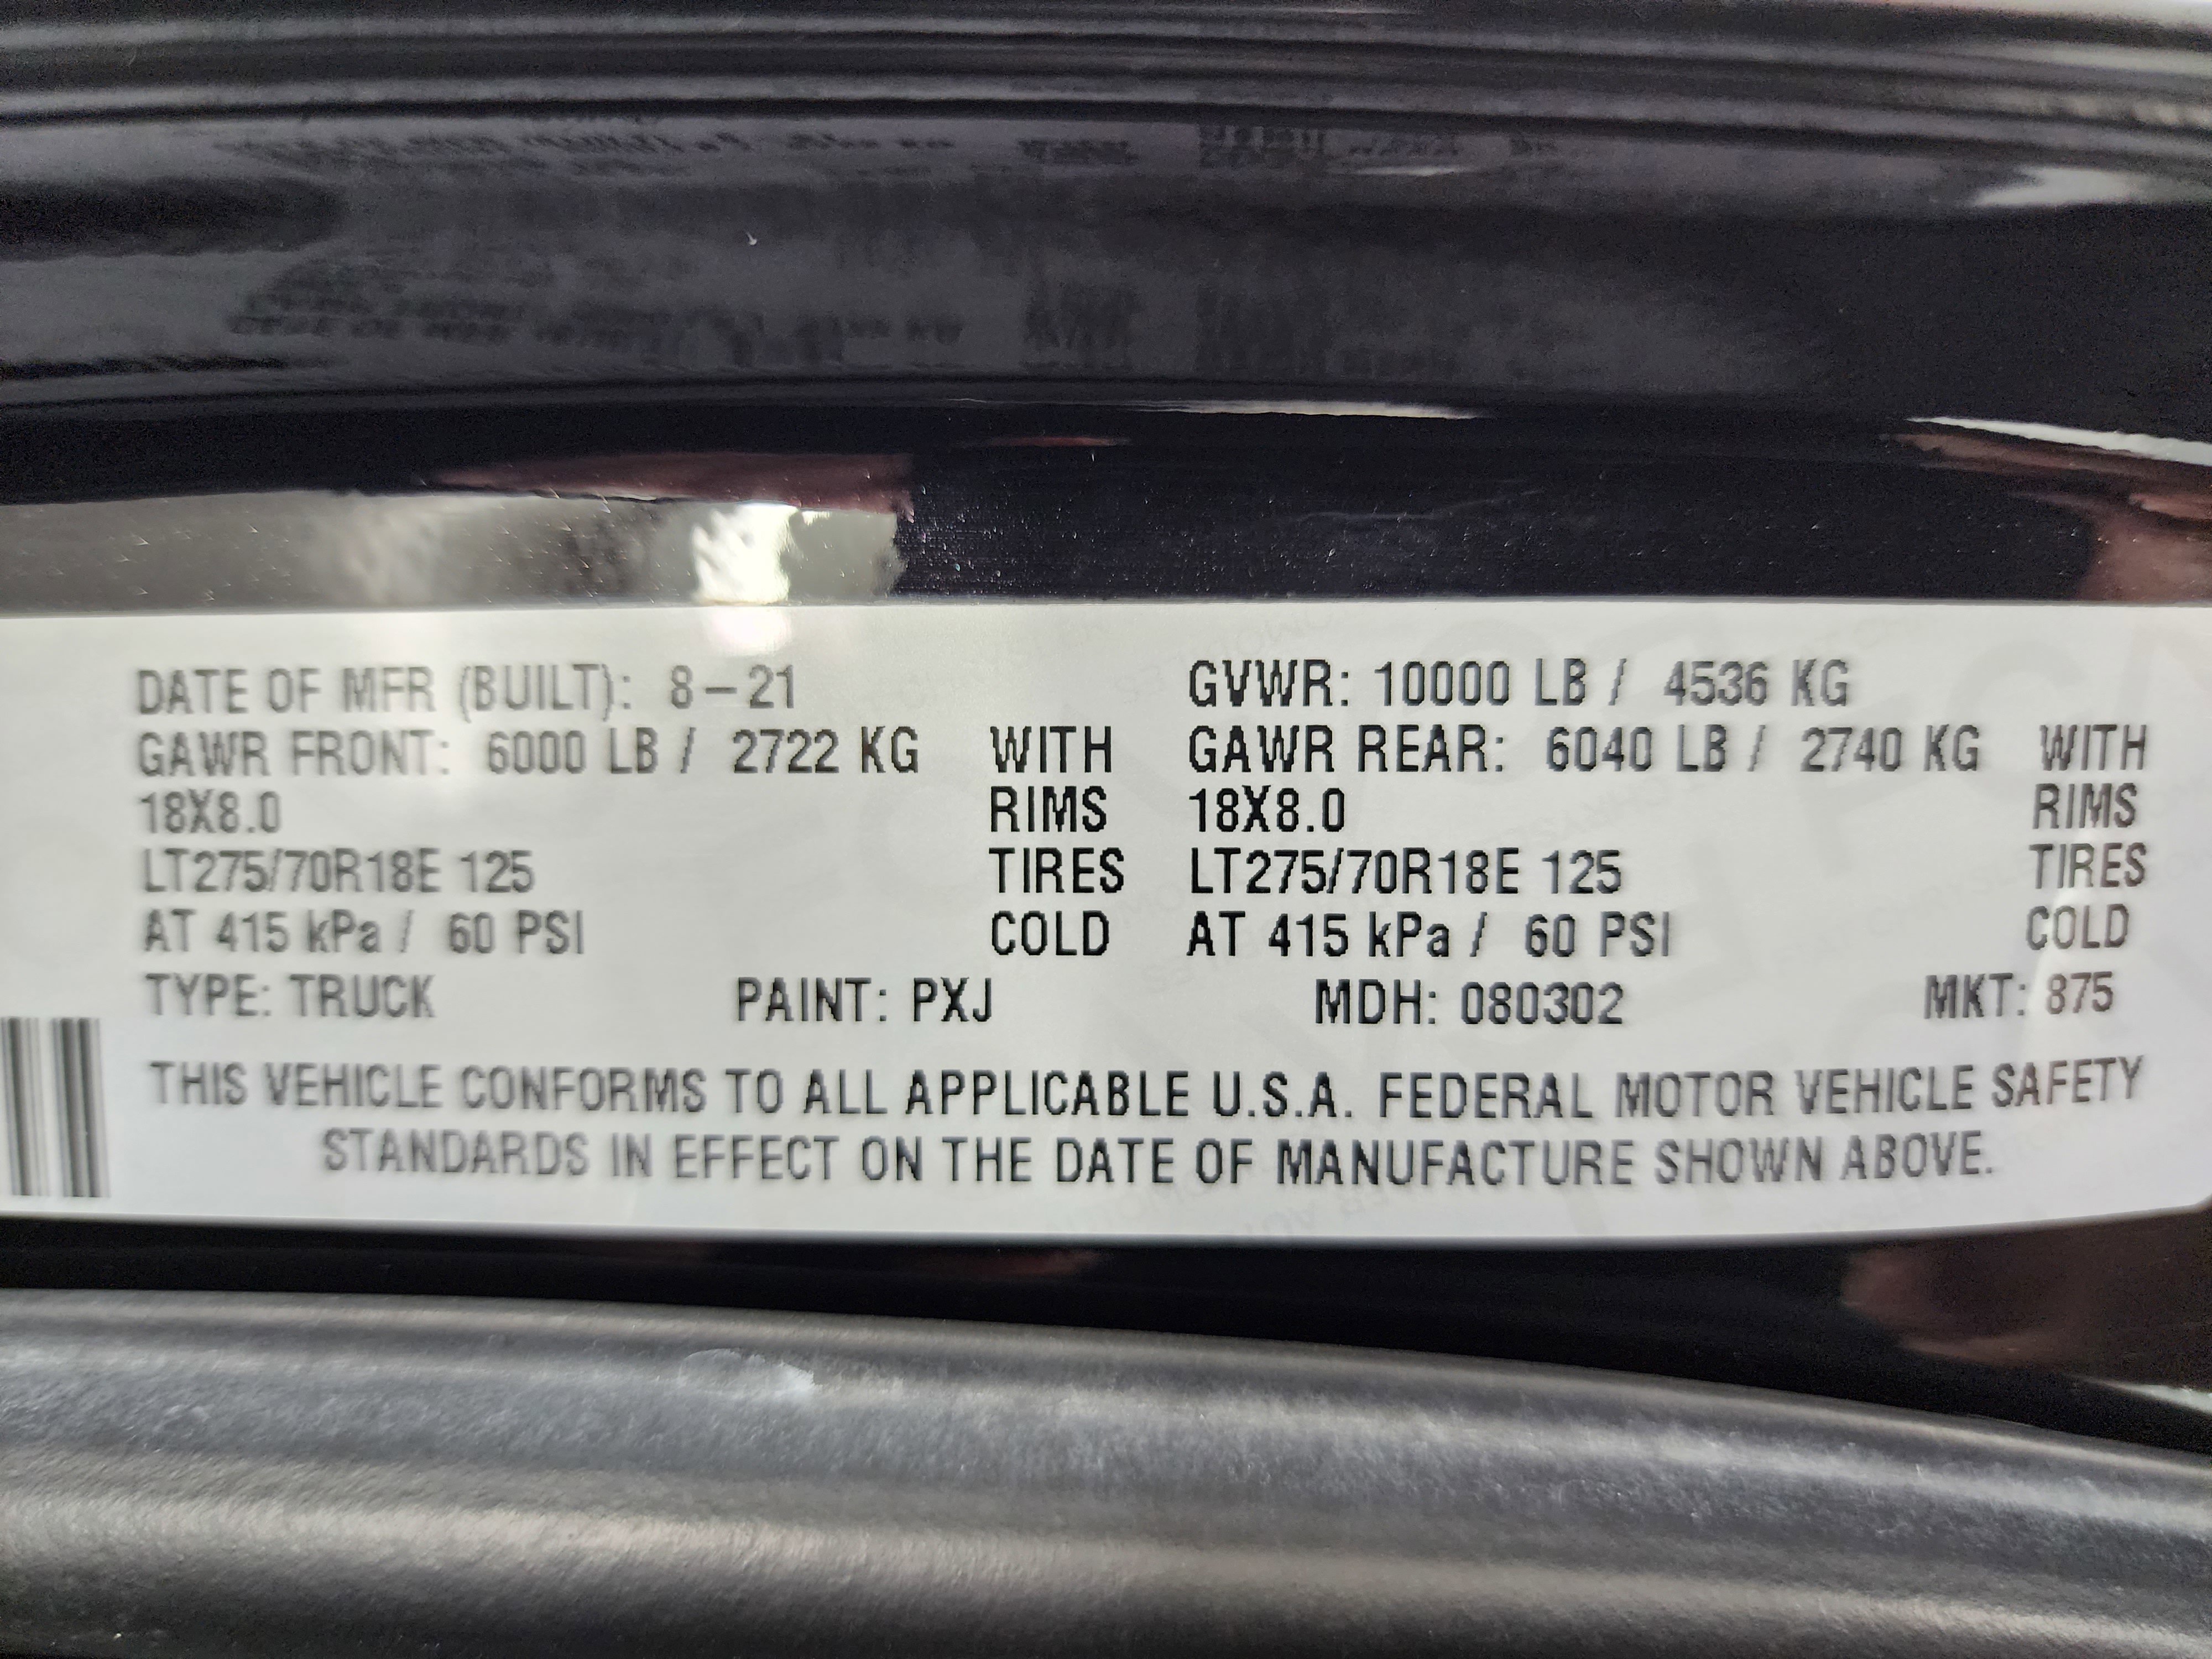 DATE OF MFR (BUILT): 8-21 GVWR: 10000 LB / 4536 KG
GAWR FRONT: 6000 LB / 2722 KG WITH GAWR REAR: 6040 LB / 2740 KG WITH
18X8.0 RIMS 18X8.0 RIMS
LT275/70R18E 125 TIRES LT275/70R18E 125 TIRES
AT 415 kPa / 60 PSI COLD AT 415 kPa / 60 PSI COLD
TYPE: TRUCK PAINT: PXJ MDH: 080302 MKT: 875
THIS VEHICLE CONFORMS TO ALL APPLICABLE U.S.A. FEDERAL MOTOR VEHICLE SAFETY
STANDARDS IN EFFECT ON THE DATE OF MANUFACTURE SHOWN ABOVE.